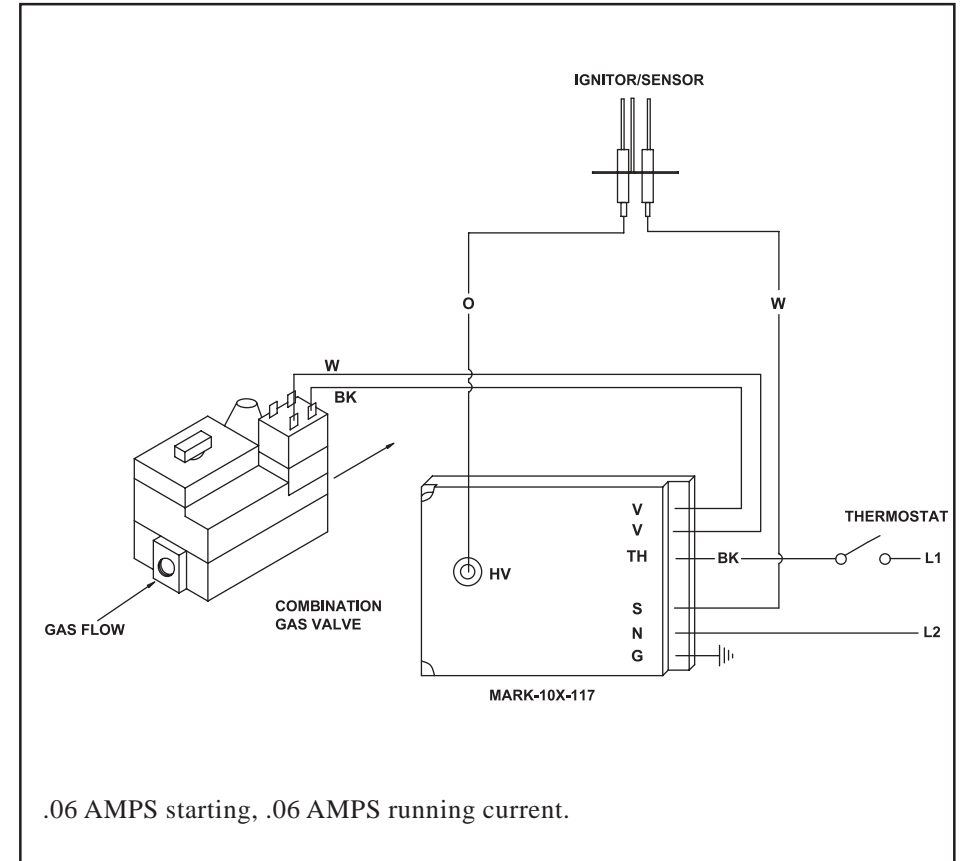 IGNITOR/SENSOR
O
W
W
BK
V
V
TH
BK
THERMOSTAT
L1
HV
S
N
L2
G
COMBINATION
GAS VALVE
GAS FLOW
MARK-10X-117
.06 AMPS starting, .06 AMPS running current.